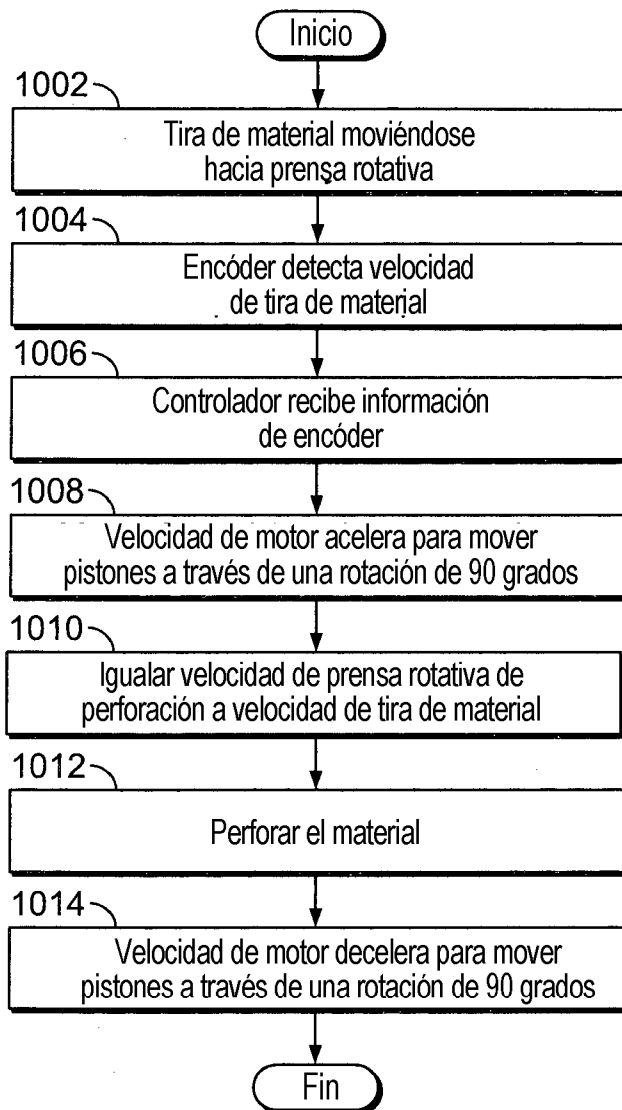 Inicio
1002
Tira de material moviéndose
hacia prensa rotativa
1004
Encóder detecta velocidad
de tira de material
1006
Controlador recibe información
de encóder
1008
Velocidad de motor acelera para mover
pistones a través de una rotación de 90 grados
1010
Igualar velocidad de prensa rotativa de
perforación a velocidad de tira de material
1012
Perforar el material
1014
Velocidad de motor decelera para mover
pistones a través de una rotación de 90 grados
Fin